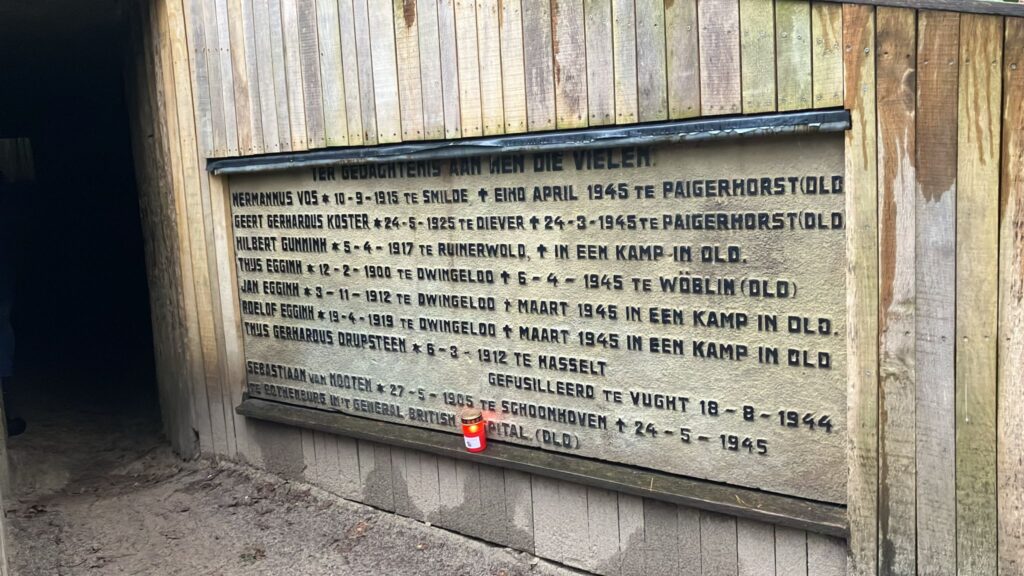 TER GEDACHTENIS AAN HEN DIE VIELEN.
HERMANNUS VOS ✶ 10-9-1915 TE SMILDE, ✝ EIND APRIL 1945 TE PAIGERHORST(DLD
GEERT GERHARDUS KOSTER ✶ 24-5-1925 TE DIEVER ✝ 24-3-1945 TE PAIGERHORST(DLD
HILBERT GUNNINK ✶ 5-4-1917 TE RUINERWOLD, ✝ IN EEN KAMP IN DLD.
THIJS EGGINK ✶ 12-2-1900 TE DWINGELOO ✝ 6-4-1945 TE WÖBLIN (DLD)
JAN EGGINK ✶ 3-11-1912 TE DWINGELOO ✝ MAART 1945 IN EEN KAMP IN DLD.
ROELOF EGGINK ✶ 19-4-1919 TE DWINGELOO ✝ MAART 1945 IN EEN KAMP IN DLD
THIJS GERHARDUS DRUPSTEEN ✶ 6-3-1912 TE HASSELT
GEFUSILLEERD TE VUGHT 18-8-1944
SEBASTIAAN VAN NOOTEN ✶ 27-5-1905 TE SCHOONHOVEN ✝ 24-5-1945
TE ROTHENBURG IN'T GENERAL BRITISH PITAL.(DLD)